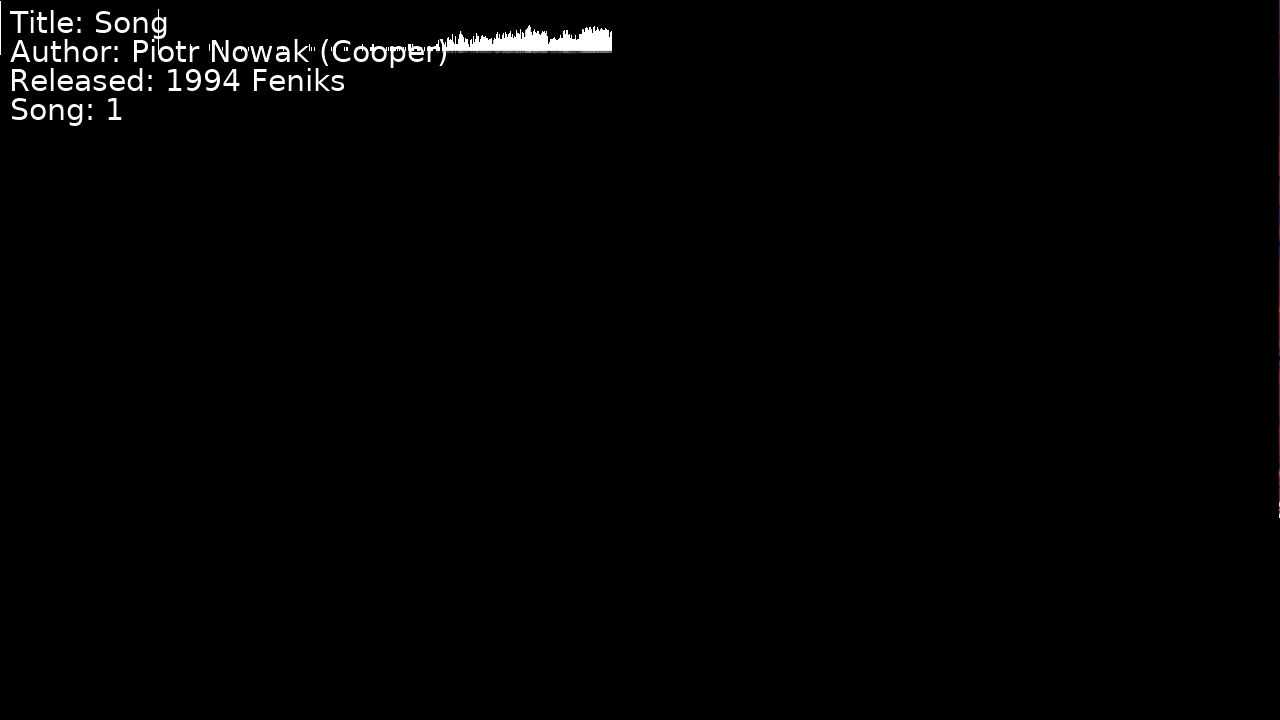 Title: Song
Author: Piotr Nowak (Cooper)
Released: 1994 Feniks
Song: 1